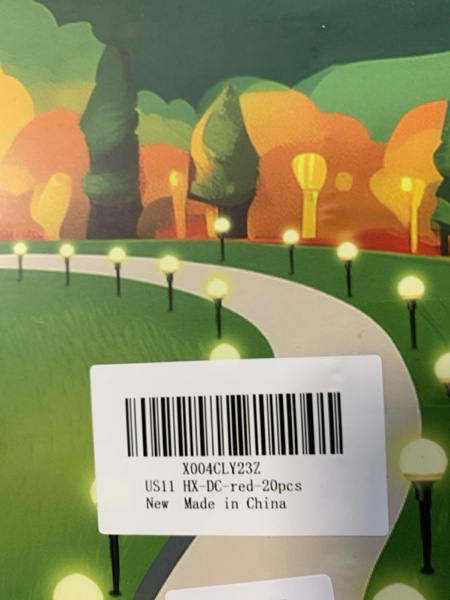 X004CLY23Z
US11 HX-DC-red-20pcs
New Made in China